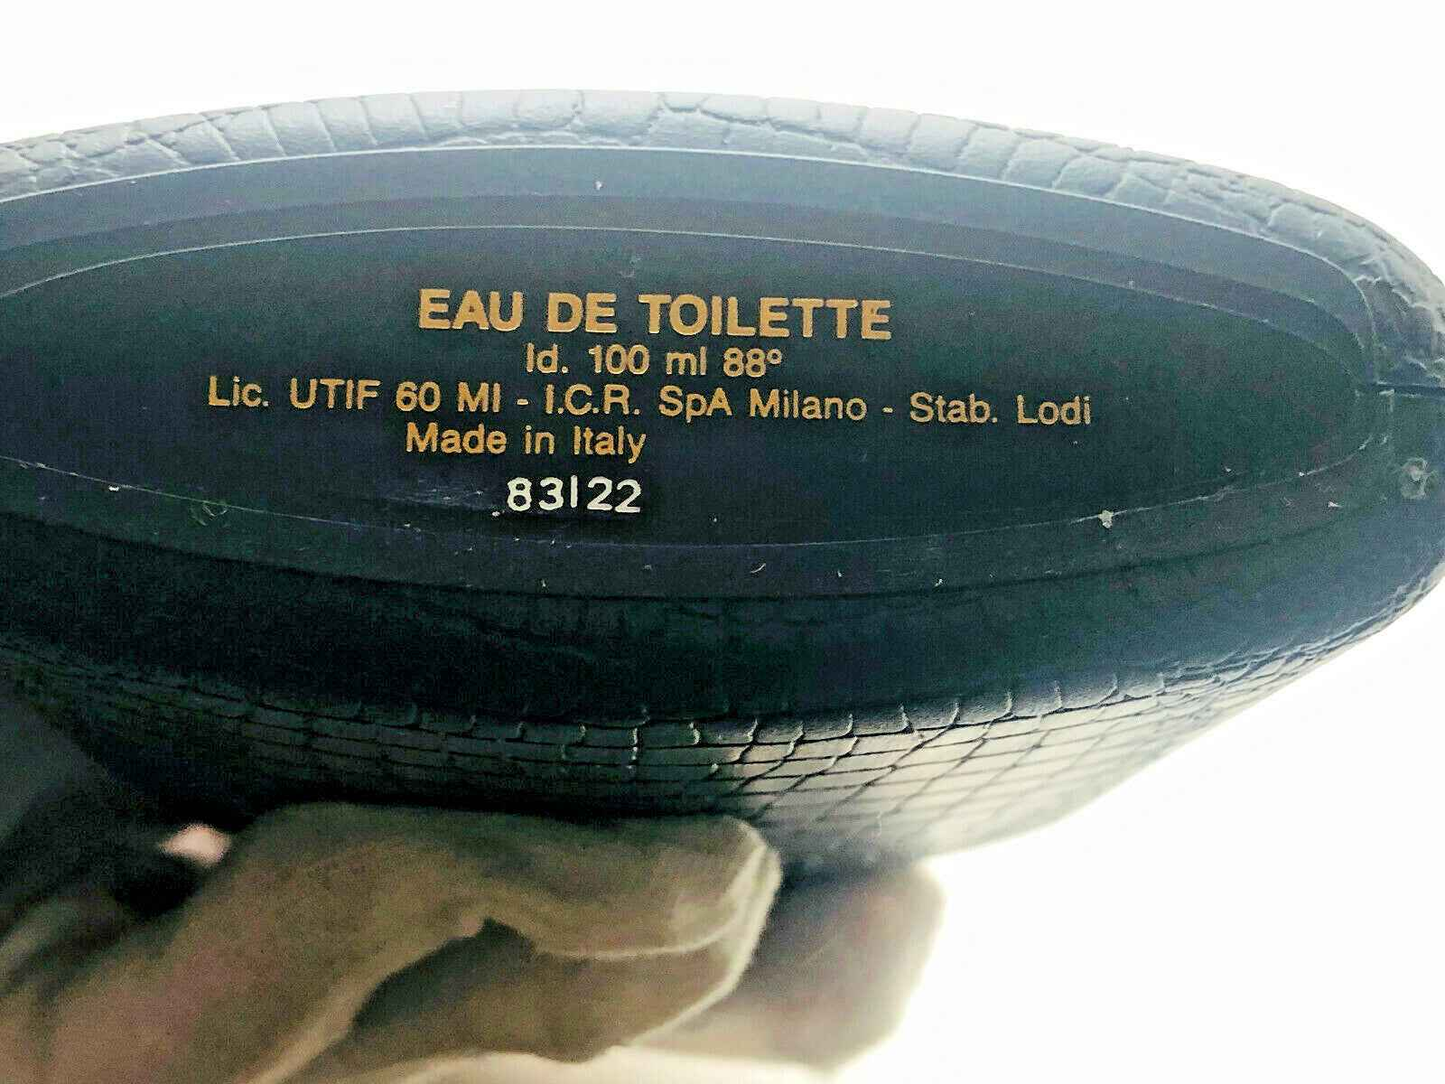 EAU DE TOILETTE
Id. 100 ml 88°
Lic. UTIF 60 MI - I.C.R. SpA Milano - Stab. Lodi
Made in Italy
83122